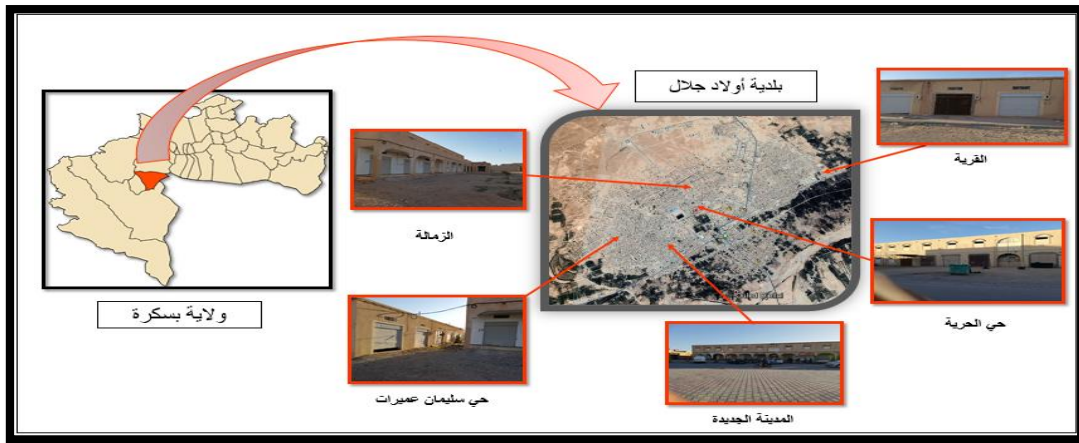 بلدية أولاد جلال
القرية
الزمالة
حي الحرية
ولاية بسكرة
حي سليمان عميرات
المدينة الجديدة